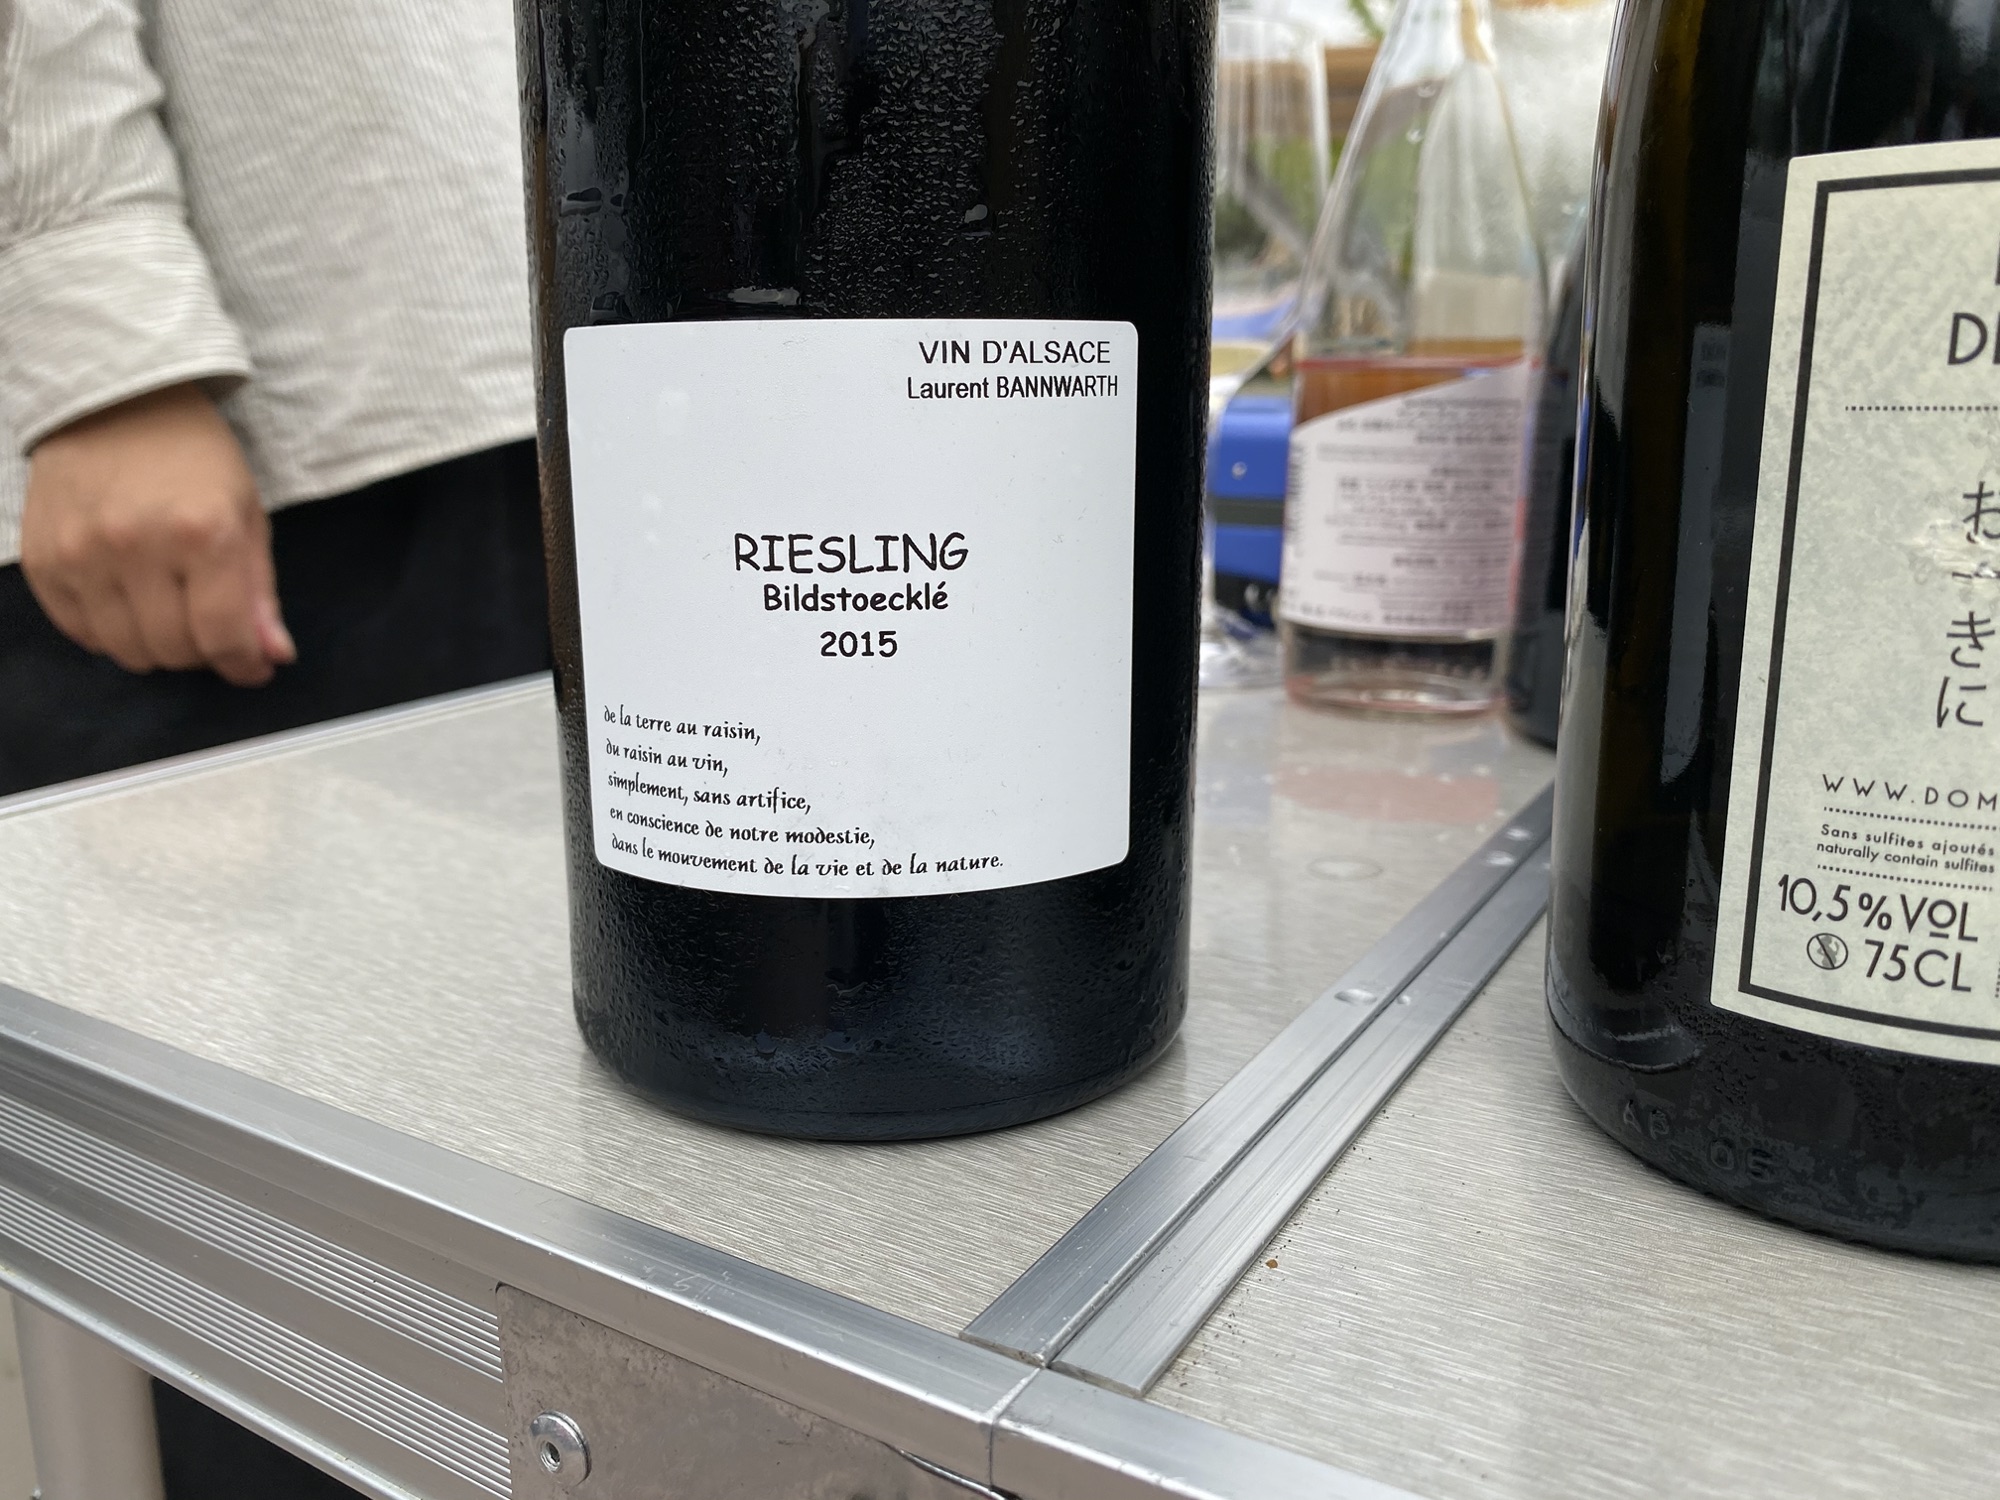 VIN D'ALSACE
Laurent BANNWARTH
RIESLING
Bildstoecklé
2015
de la terre au raisin,
du raisin au vin,
simplement, sans artifice,
en conscience de notre modestie,
dans le mouvement de la vie et de la nature.
WWW.DOM
Sans sulfites ajoutés
naturally contain sulfites
10,5%VOL
75CL
AP 06